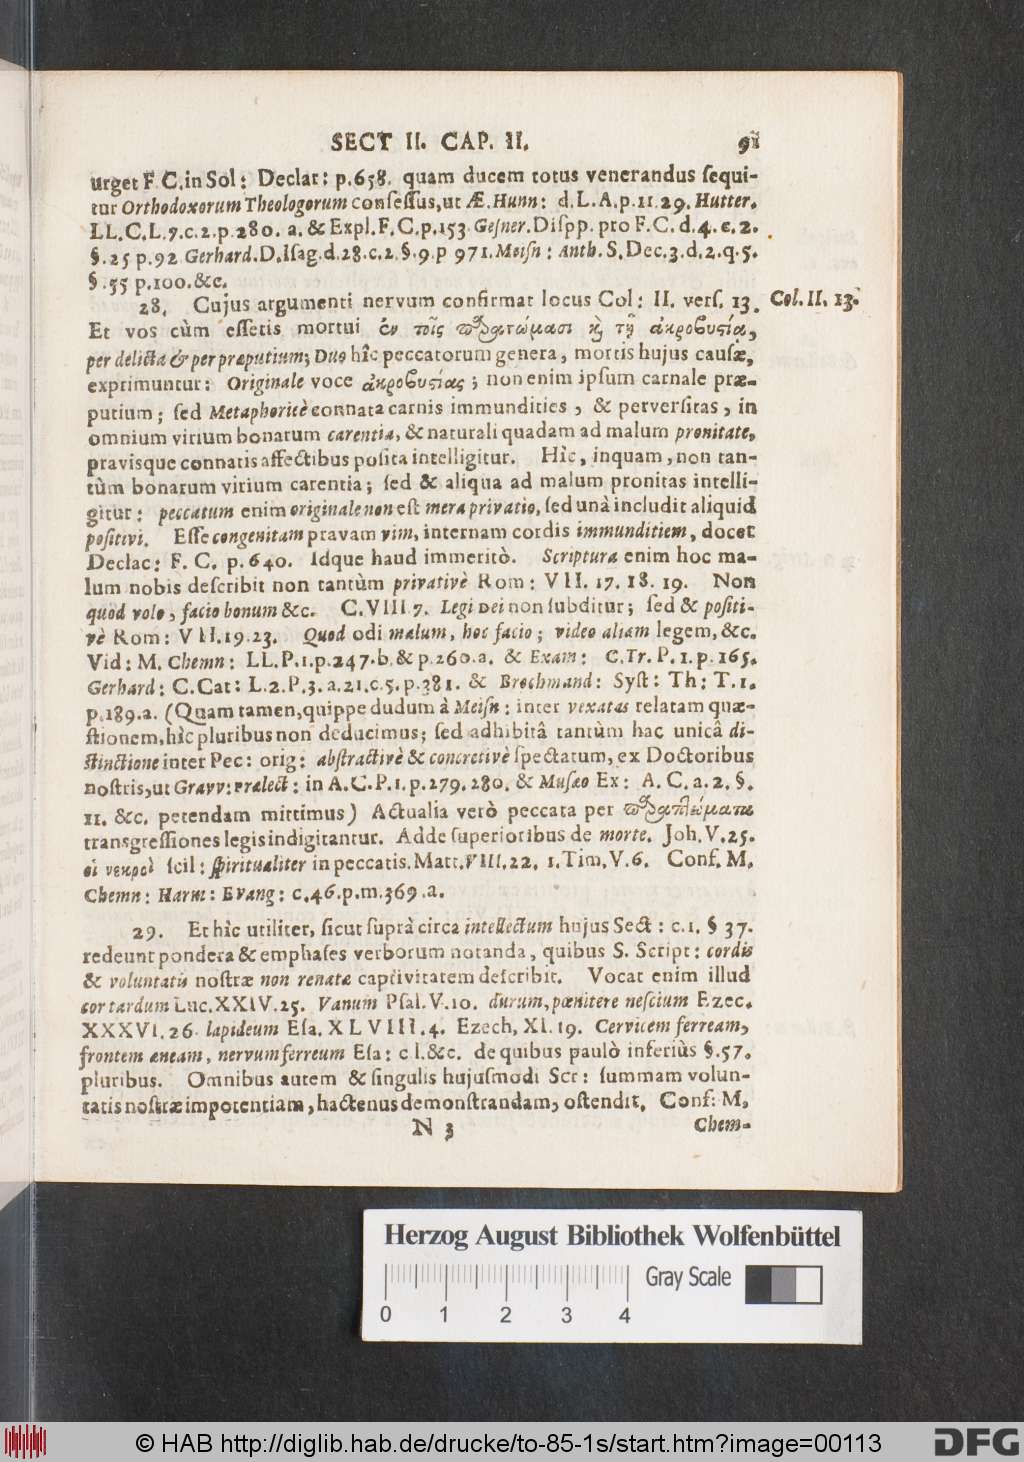 SECT II. CAP. II. 91
urget F. C. in Sol: Declar: p. 658. quam ducem totus venerandus ſequi-
tur Orthodoxorum Theologorum conſeſſus, ut Æ. Hunn: d. L. A. p. 11. 29. Hutter.
LL. C. L. 7. c. 2. p. 280. a. & Expl. F. C. p. 153. Geſner. Diſpp. pro F. C. d. 4. c. 2.
§. 25 p. 92 Gerhard. D. Iſag. d. 28. c. 2. §. 9. p 971. Meiſn: Anth. S. Dec. 3. d. 2. q. 5.
§. 55 p. 100. &c.
28. Cujus argumenti nervum confirmat locus Col: II. verſ. 13. Col. II. 13.
Et vos cùm eſſetis mortui ἐν τοῖς παραπτώμασι καὶ τῇ ἀκροβυστίᾳ,
per delicta & per præputium; Duo hîc peccatorum genera, mortis hujus cauſæ,
exprimuntur: Originale voce ἀκροβυστίας; non enim ipſum carnale præ-
putium; ſed Metaphoricè connata carnis immundities, & perverſitas, in
omnium virium bonarum carentia, & naturali quadam ad malum pronitate,
pravisque connatis affectibus poſita intelligitur. Hìc, inquam, non tan-
tùm bonarum virium carentia; ſed & aliqua ad malum pronitas intelli-
gitur: peccatum enim originale non eſt mera privatio, ſed unà includit aliquid
poſitivi. Eſſe congenitam pravam vim, internam cordis immunditiem, docet
Declar: F. C. p. 640. Idque haud immeritò. Scriptura enim hoc ma-
lum nobis deſcribit non tantùm privativè Rom: VII. 17. 18. 19. Non
quod volo, facio bonum &c. C. VIII 7. Legi Dei non ſubditur; ſed & poſiti-
vè Rom: VII. 19. 23. Quod odi malum, hoc facio; video aliam legem, &c.
Vid: M. Chemn: LL. P. 1. p. 247. b. & p. 260. a. & Exam: C. Tr. P. 1. p. 165.
Gerhard: C. Cat: L. 2. P. 3. a. 21. c. 5. p. 381. & Brochmand: Syſt: Th: T. 1.
p. 189. a. (Quam tamen, quippe dudum à Meiſn: inter vexatas relatam quæ-
ſtionem, hìc pluribus non deducimus; ſed adhibitâ tantùm hac unicâ di-
ſtinctione inter Pec: orig: abſtractivè & concretivè ſpectatum, ex Doctoribus
noſtris, ut Gravv: Prælect: in A. C. P. 1. p. 279. 280. & Muſæo Ex: A. C. a. 2. §.
11. &c. petendam mittimus) Actualia verò peccata per παραπτώματα
transgreſſiones legis indigitantur. Adde ſuperioribus de morte. Joh. V. 25.
οἱ νεκροὶ ſcil: ſpiritualiter in peccatis. Matt. VIII. 22. 1. Tim. V. 6. Conf. M.
Chemn: Harm: Evang: c. 46. p. m. 369. a.
29. Et hìc utiliter, ſicut ſuprà circa intellectum hujus Sect: c. 1. § 37.
redeunt pondera & emphaſes verborum notanda, quibus S. Script: cordis
& voluntatis noſtræ non renatæ captivitatem deſcribit. Vocat enim illud
cor tardum Luc. XXIV. 25. Vanum Pſal. V. 10. durum, pœnitere neſcium Ezec.
XXXVI. 26. lapideum Eſa. XLVIII. 4. Ezech. XI. 19. Cervicem ferream,
frontem æneam, nervum ferreum Eſa: c. l. &c. de quibus paulò inferiùs §. 57.
pluribus. Omnibus autem & ſingulis hujuſmodi Scr: ſummam volun-
tatis noſtræ impotentiam, hactenus demonſtrandam, oſtendit. Conf: M.
N 3 Chem-
Herzog August Bibliothek Wolfenbüttel
Gray Scale
0 1 2 3 4
© HAB http://diglib.hab.de/drucke/to-85-1s/start.htm?image=00113
DFG